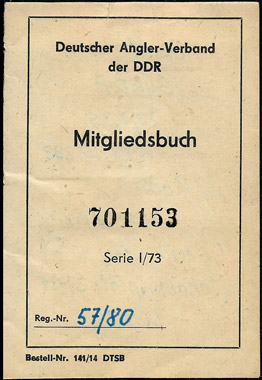 Deutscher Angler-Verband
der DDR
Mitgliedsbuch
701153
Serie I/73
Reg.-Nr. 57/80
Bestell-Nr. 141/14 DTSB